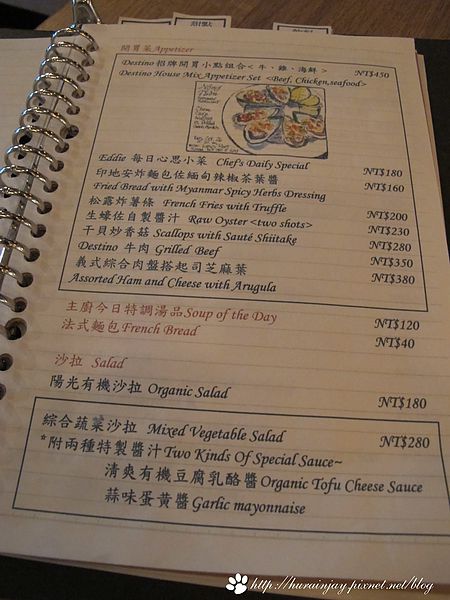 甜點
開胃菜 Appetizer
Destino 招牌開胃小點組合<牛、雞、海鮮> NT$450
Destino House Mix Appetizer Set <Beef, Chicken,seafood>
Eddie 每日心思小菜 Chef's Daily Special NT$180
印地安炸麵包佐緬甸辣椒茶葉醬 NT$160
Fried Bread with Myanmar Spicy Herbs Dressing
松露炸薯條 French Fries with Truffle NT$200
生蠔佐自製醬汁 Raw Oyster <two shots> NT$230
干貝炒香菇 Scallops with Sauté Shiitake NT$280
Destino 牛肉 Grilled Beef NT$350
義式綜合肉盤搭起司芝麻葉 NT$380
Assorted Ham and Cheese with Arugula
主廚今日特調湯品 Soup of the Day NT$120
法式麵包 French Bread NT$40
沙拉 Salad
陽光有機沙拉 Organic Salad NT$180
綜合蔬菜沙拉 Mixed Vegetable Salad NT$280
*附兩種特製醬汁 Two Kinds Of Special Sauce~
清爽有機豆腐乳酪醬 Organic Tofu Cheese Sauce
蒜味蛋黃醬 Garlic mayonnaise
http://hurainjay.pixnet.net/blog